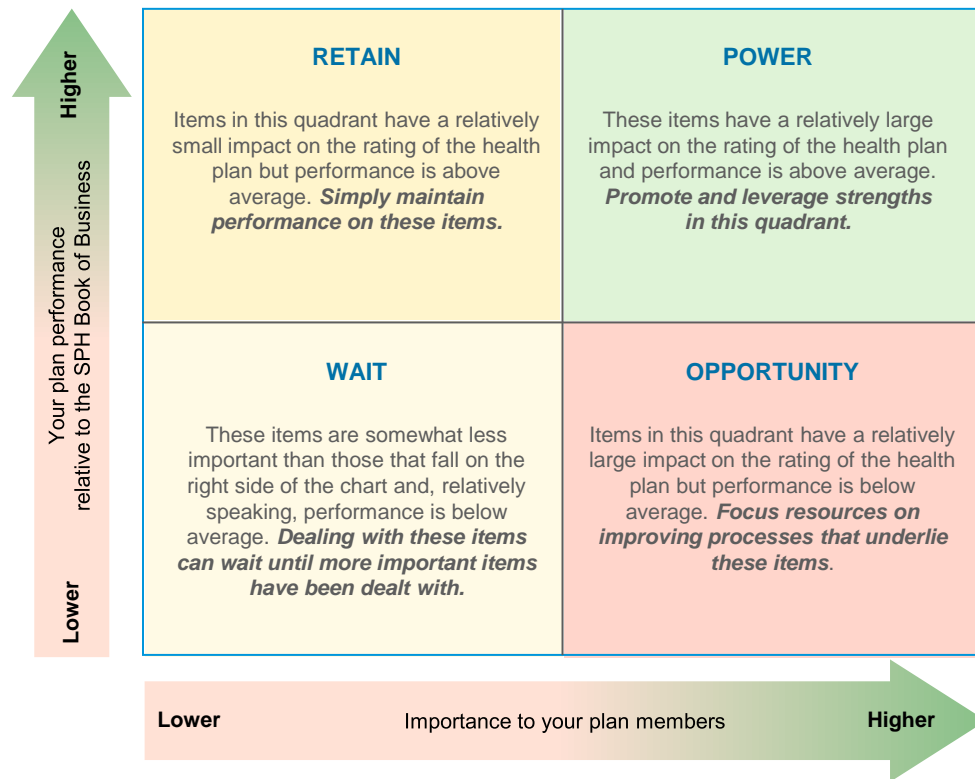 Higher
Your plan performance
relative to the SPH Book of Business
Lower
RETAIN
Items in this quadrant have a relatively
small impact on the rating of the health
plan but performance is above
average. Simply maintain
performance on these items.
POWER
These items have a relatively large
impact on the rating of the health plan
and performance is above average.
Promote and leverage strengths
in this quadrant.
WAIT
These items are somewhat less
important than those that fall on the
right side of the chart and, relatively
speaking, performance is below
average. Dealing with these items
can wait until more important items
have been dealt with.
OPPORTUNITY
Items in this quadrant have a relatively
large impact on the rating of the health
plan but performance is below
average. Focus resources on
improving processes that underlie
these items.
Lower
Importance to your plan members
Higher